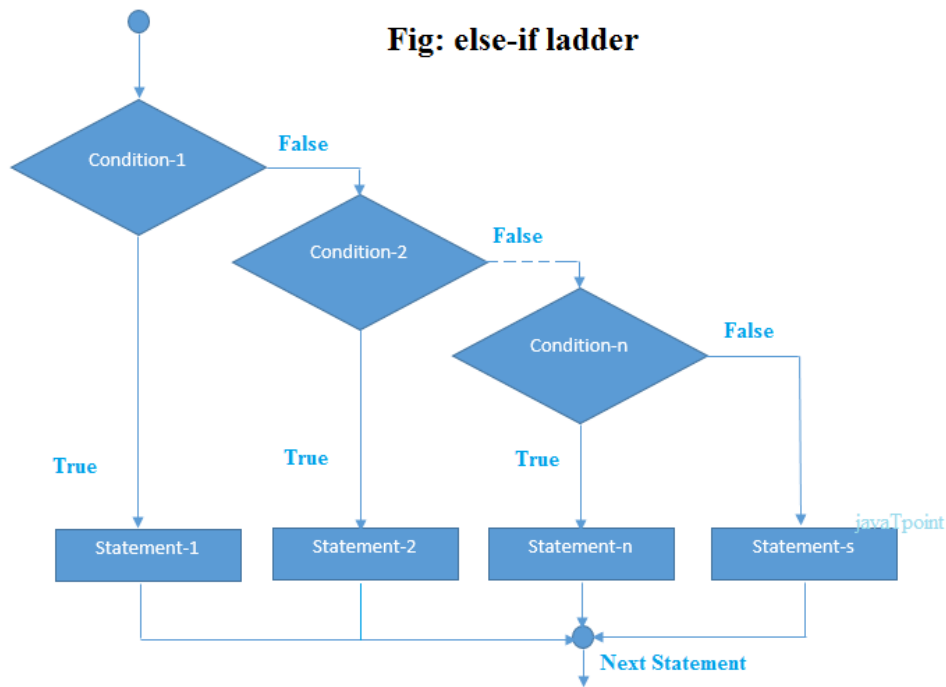 Fig: else-if ladder
Condition-1
False
Condition-2
False
Condition-n
False
True
True
True
Statement-1
Statement-2
Statement-n
Statement-s
javaTpoint
Next Statement